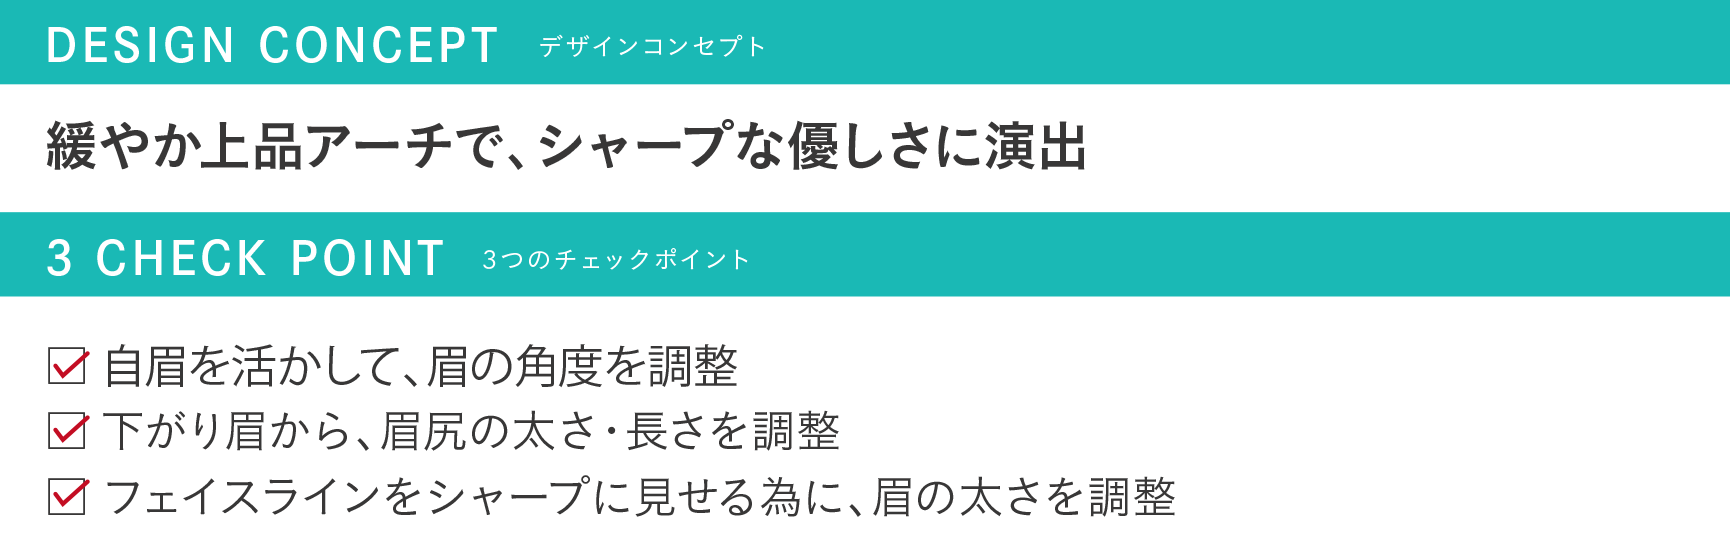 DESIGN CONCEPT デザインコンセプト
緩やか上品アーチで、シャープな優しさに演出
3 CHECK POINT 3つのチェックポイント
自眉を活かして、眉の角度を調整
下がり眉から、眉尻の太さ・長さを調整
フェイスラインをシャープに見せる為に、眉の太さを調整